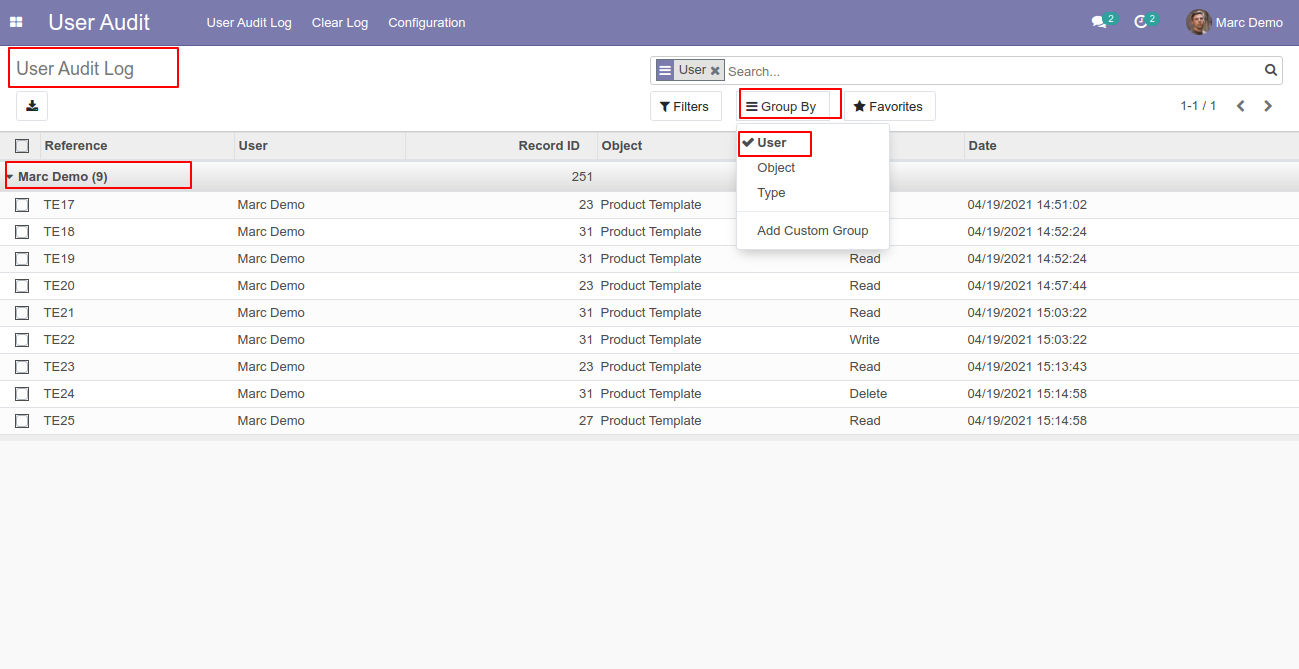 User Audit User Audit Log Clear Log Configuration 2 2 Marc Demo
User Audit Log
User Search...
Filters Group By Favorites 1-1 / 1
User
Object
Type
Add Custom Group
Reference User Record ID Object Date
Marc Demo (9) 251
TE17 Marc Demo 23 Product Template 04/19/2021 14:51:02
TE18 Marc Demo 31 Product Template 04/19/2021 14:52:24
TE19 Marc Demo 31 Product Template Read 04/19/2021 14:52:24
TE20 Marc Demo 23 Product Template Read 04/19/2021 14:57:44
TE21 Marc Demo 31 Product Template Read 04/19/2021 15:03:22
TE22 Marc Demo 31 Product Template Write 04/19/2021 15:03:22
TE23 Marc Demo 23 Product Template Read 04/19/2021 15:13:43
TE24 Marc Demo 31 Product Template Delete 04/19/2021 15:14:58
TE25 Marc Demo 27 Product Template Read 04/19/2021 15:14:58